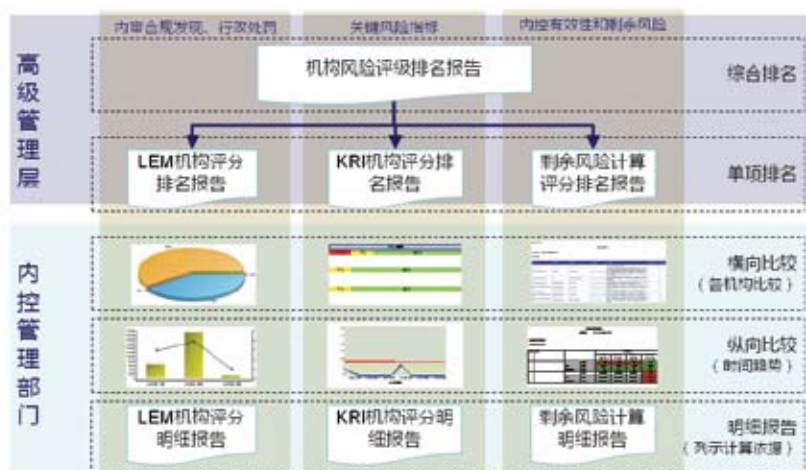 内审合规发现、行政处罚
关键风险指标
内控有效性和剩余风险
高级管理层
机构风险评级排名报告
综合排名
LEM机构评分
排名报告
KRI机构评分排
名报告
剩余风险计算
评分排名报告
单项排名
内控管理部门
横向比较
(各机构比较)
纵向比较
(时间趋势)
LEM机构评分
明细报告
KRI机构评分明
细报告
剩余风险计算
明细报告
明细报告
(列示计算依据)